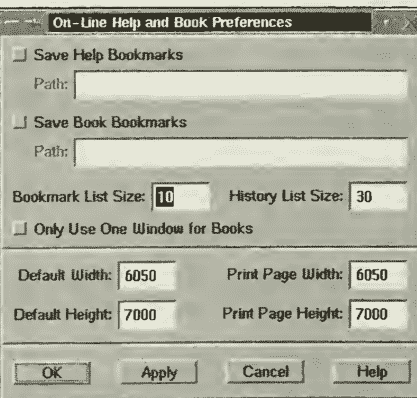 On-Line Help and Book Preferences
Save Help Bookmarks
Path:
Save Book Bookmarks
Path:
Bookmark List Size: 10 History List Size: 30
Only Use One Window for Books
Default Width: 6050 Print Page Width: 6050
Default Height: 7000 Print Page Height: 7000
OK Apply Cancel Help